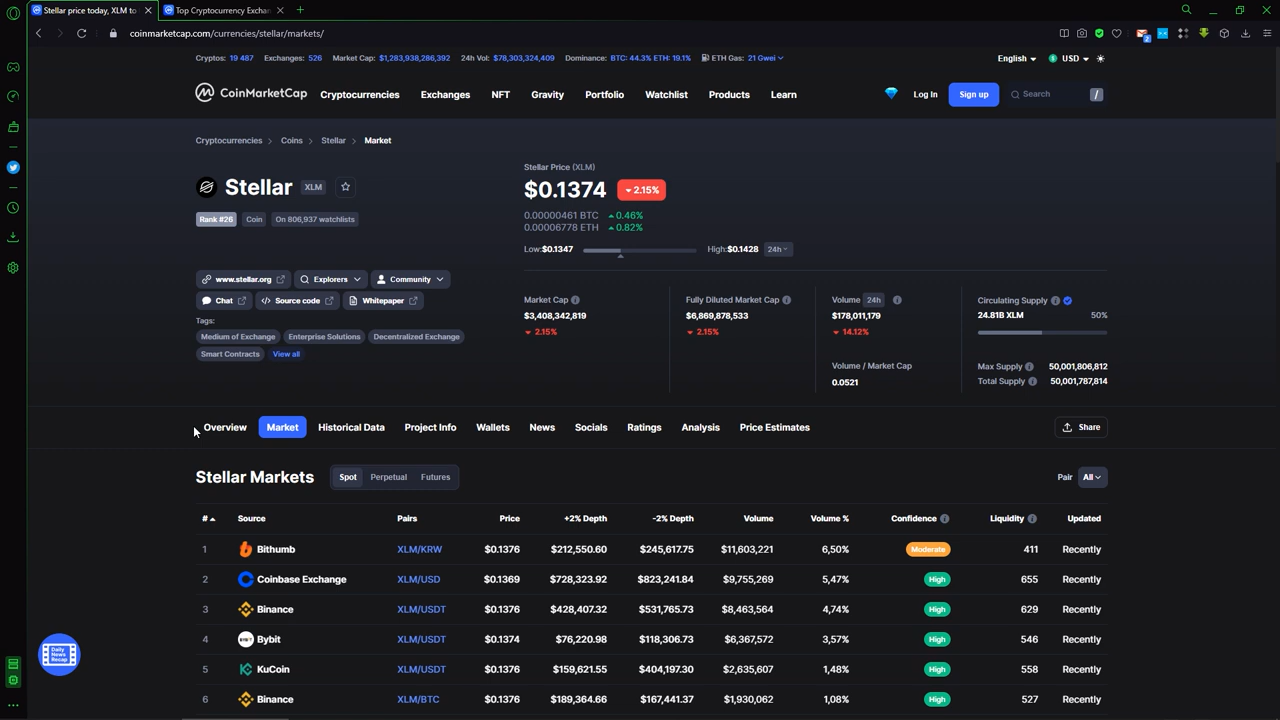 Stellar price today, XLM to
Top Cryptocurrency Exchan
coinmarketcap.com/currencies/stellar/markets/
Cryptos: 19 487 Exchanges: 526 Market Cap: $1,283,938,286,392 24h Vol: $78,303,324,409 Dominance: BTC: 44.3% ETH: 19.1% ETH Gas: 21 Gwei
English USD
CoinMarketCap Cryptocurrencies Exchanges NFT Gravity Portfolio Watchlist Products Learn Log In Sign up Search /
Cryptocurrencies > Coins > Stellar > Market
Stellar XLM
Rank #26 Coin On 806,937 watchlists
Stellar Price (XLM)
$0.1374 2.15%
0.00000461 BTC 0.46%
0.00006778 ETH 0.82%
Low:$0.1347 High:$0.1428 24h
www.stellar.org Explorers Community
Chat Source code Whitepaper
Tags:
Medium of Exchange Enterprise Solutions Decentralized Exchange
Smart Contracts View all
Market Cap
$3,408,342,819
2.15%
Fully Diluted Market Cap
$6,869,878,533
2.15%
Volume 24h
$178,011,179
14.12%
Volume / Market Cap
0.0521
Circulating Supply
24.81B XLM 50%
Max Supply 50,001,806,812
Total Supply 50,001,787,814
Overview Market Historical Data Project Info Wallets News Socials Ratings Analysis Price Estimates Share
Stellar Markets Spot Perpetual Futures Pair All
# Source Pairs Price +2% Depth -2% Depth Volume Volume % Confidence Liquidity Updated
1 Bithumb XLM/KRW $0.1376 $212,550.60 $245,617.75 $11,603,221 6,50% Moderate 411 Recently
2 Coinbase Exchange XLM/USD $0.1369 $728,323.92 $823,241.84 $9,755,269 5,47% High 655 Recently
3 Binance XLM/USDT $0.1376 $428,407.32 $531,765.73 $8,463,564 4,74% High 629 Recently
4 Bybit XLM/USDT $0.1374 $76,220.98 $118,306.73 $6,367,572 3,57% High 546 Recently
5 KuCoin XLM/USDT $0.1376 $159,621.55 $404,197.30 $2,635,607 1,48% High 558 Recently
6 Binance XLM/BTC $0.1376 $189,364.66 $167,441.37 $1,930,062 1,08% High 527 Recently
Daily
News
Recap